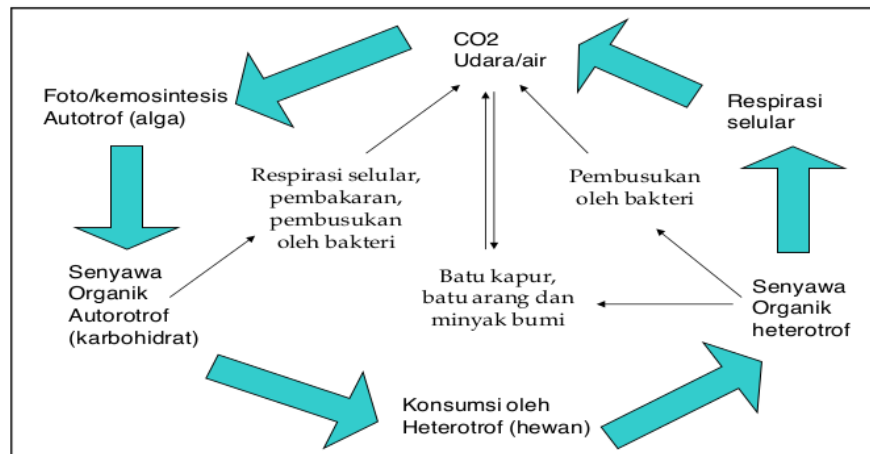 CO2
Udara/air
Foto/kemosintesis
Autotrof (alga)
Respirasi
selular
Respirasi selular,
pembakaran,
pembusukan
oleh bakteri
Pembusukan
oleh bakteri
Senyawa
Organik
Autorotrof
(karbohidrat)
Batu kapur,
batu arang dan
minyak bumi
Senyawa
Organik
heterotrof
Konsumsi oleh
Heterotrof (hewan)